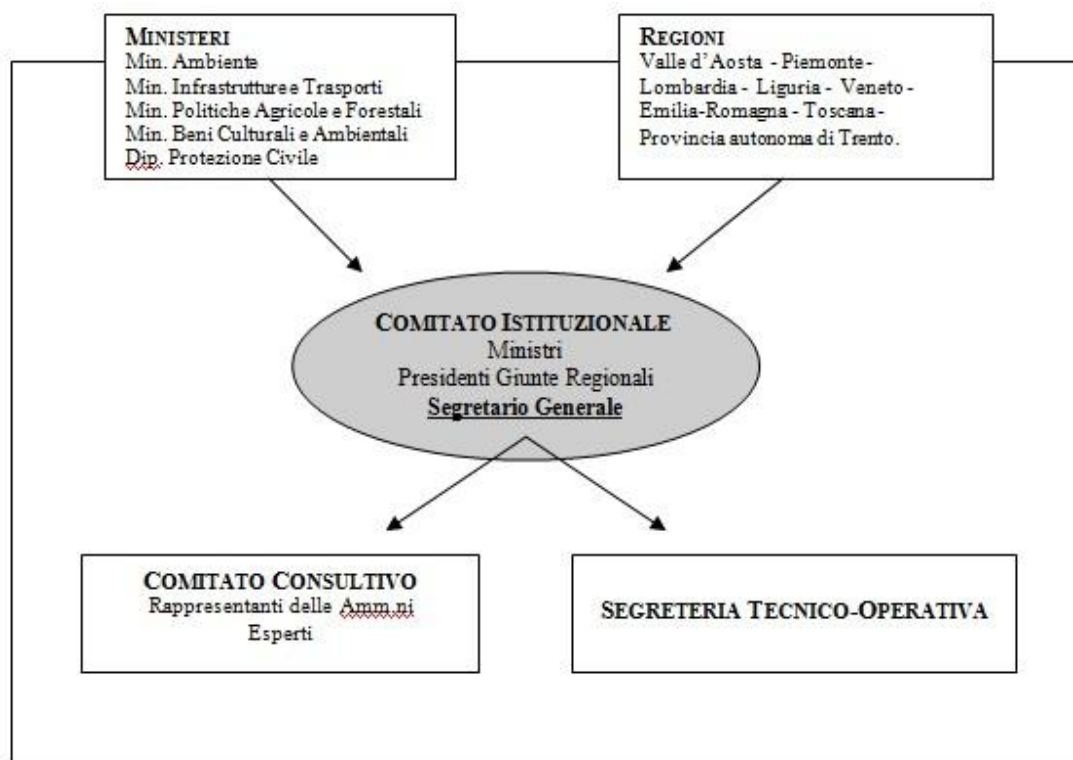 MINISTERI
Min. Ambiente
Min. Infrastrutture e Trasporti
Min. Politiche Agricole e Forestali
Min. Beni Culturali e Ambientali
Dip. Protezione Civile
REGIONI
Valle d'Aosta - Piemonte -
Lombardia - Liguria - Veneto -
Emilia-Romagna - Toscana -
Provincia autonoma di Trento.
COMITATO ISTITUZIONALE
Ministri
Presidenti Giunte Regionali
Segretario Generale
COMITATO CONSULTIVO
Rappresentanti delle Amm.ni
Esperti
SEGRETERIA TECNICO-OPERATIVA